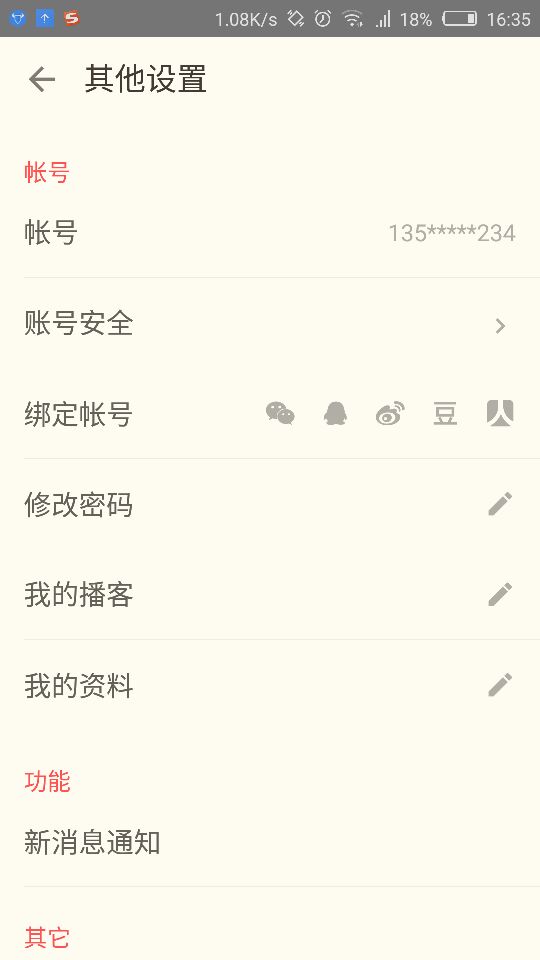 1.08K/s 18% 16:35
其他设置
帐号
帐号 135*****234
账号安全
绑定帐号 豆
修改密码
我的播客
我的资料
功能
新消息通知
其它